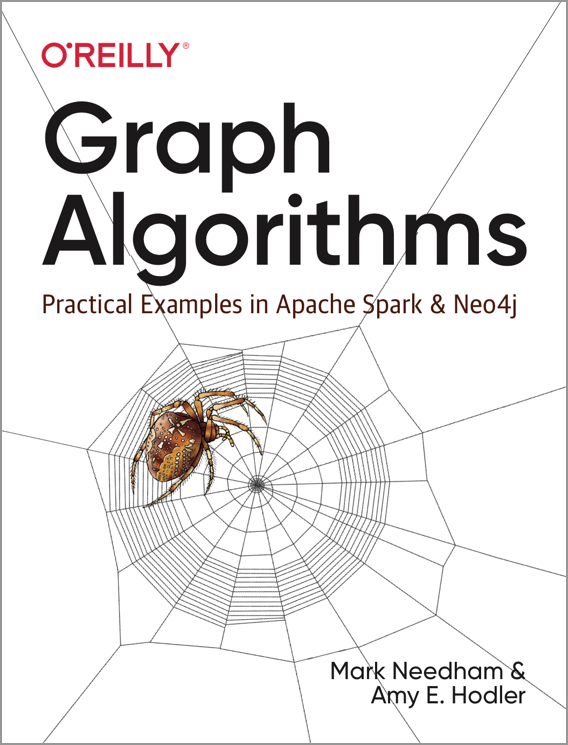 O'REILLY®
Graph
Algorithms
Practical Examples in Apache Spark & Neo4j
Mark Needham &
Amy E. Hodler